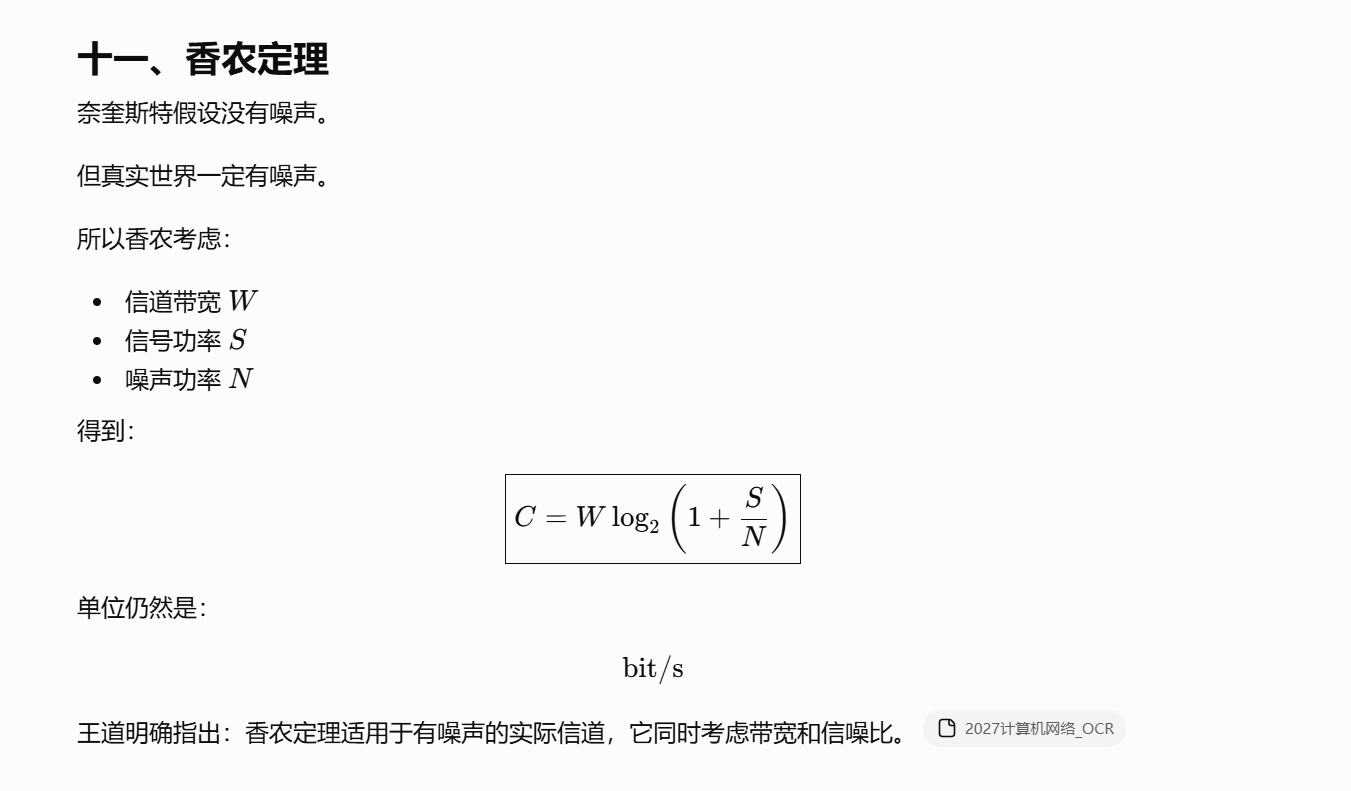 十一、香农定理
奈奎斯特假设没有噪声。
但真实世界一定有噪声。
所以香农考虑：
• 信道带宽 W
• 信号功率 S
• 噪声功率 N
得到：
C = W log₂ (1 + S/N)
单位仍然是：
bit/s
王道明确指出：香农定理适用于有噪声的实际信道，它同时考虑带宽和信噪比。 2027计算机网络_OCR